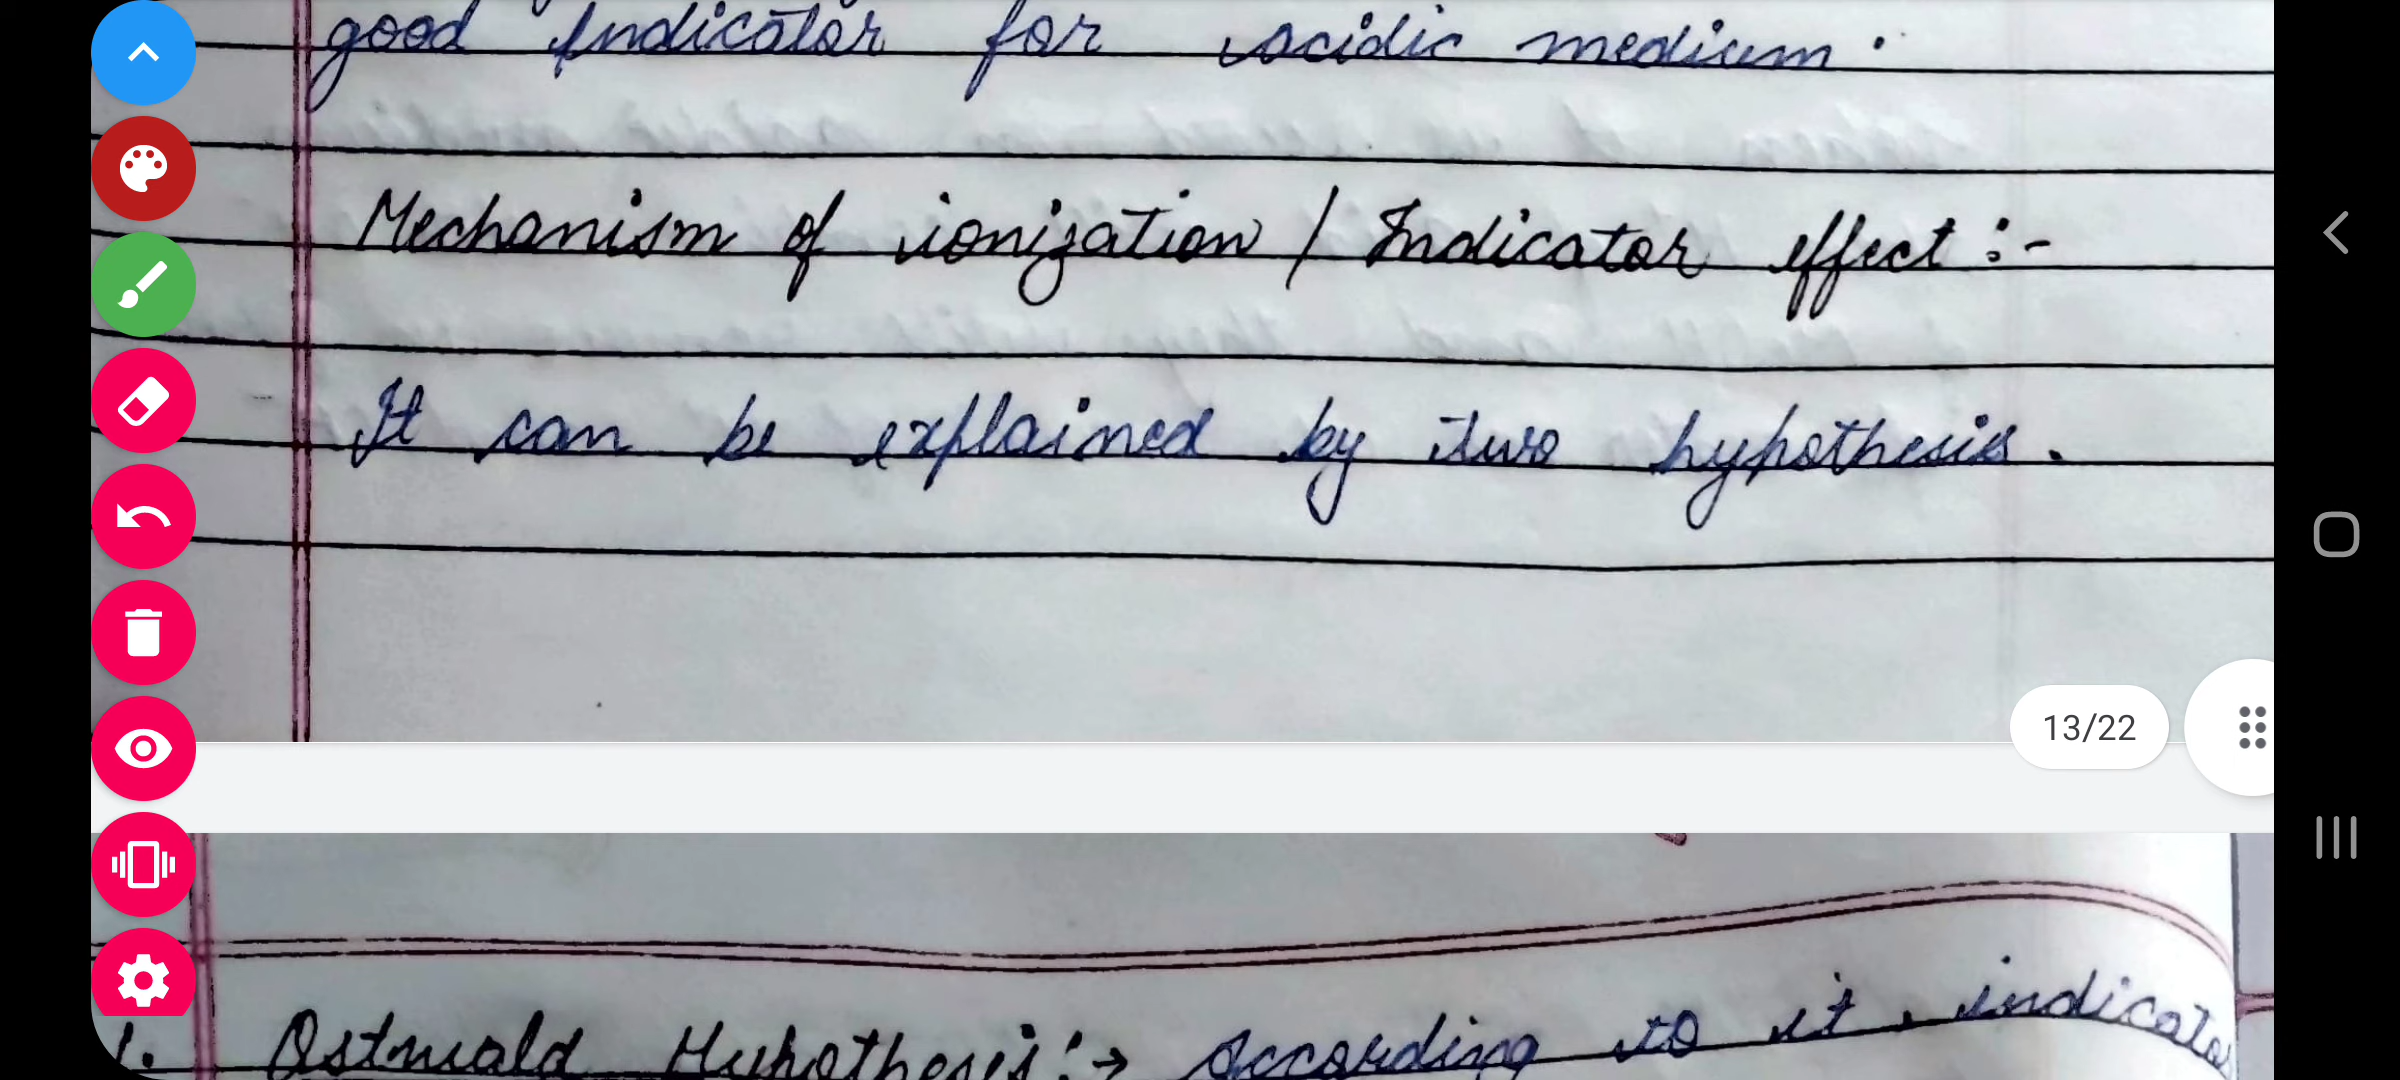 good Indicator for acidic medium.
Mechanism of ionization / Indicator effect :-
It can be explained by two hypothesis.
13/22
1. Ostwald Hypothesis :→ According to it, indicator